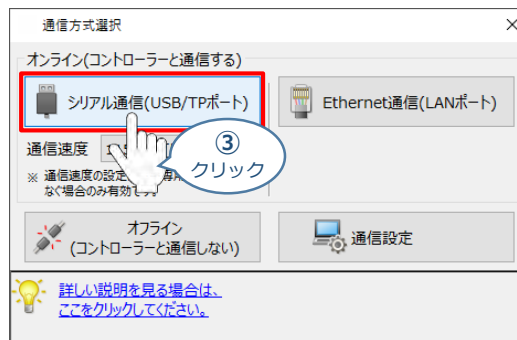 通信方式選択
オンライン(コントローラーと通信する)
シリアル通信(USB/TPポート)
Ethernet通信(LANポート)
通信速度
③
クリック
※ 通信速度の設定
なぐ場合のみ有効
オフライン
(コントローラーと通信しない)
通信設定
詳しい説明を見る場合は、
ここをクリックしてください。